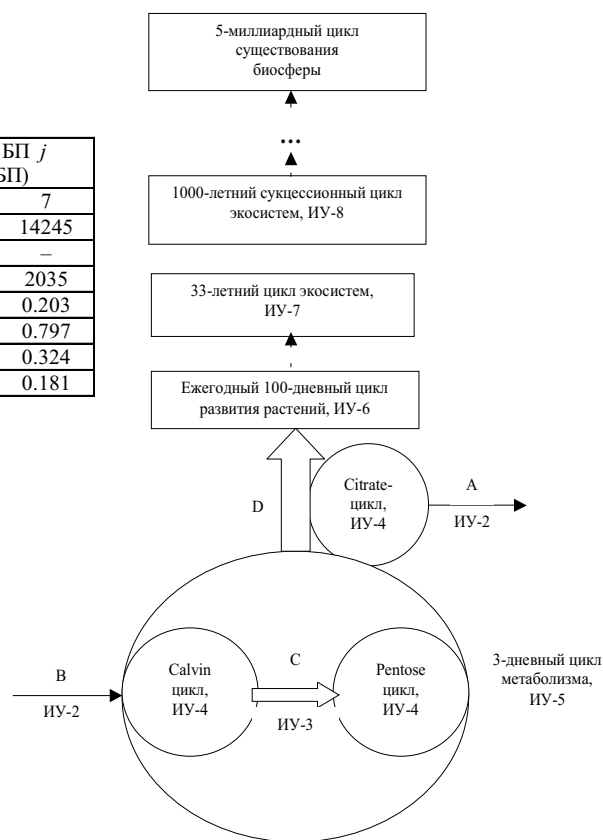 5-миллиардный цикл
существования
биосферы
...
БП j
БП)
7
14245
–
2035
0.203
0.797
0.324
0.181
1000-летний сукцессионный цикл
экосистем, ИУ-8
33-летний цикл экосистем,
ИУ-7
Ежегодный 100-дневный цикл
развития растений, ИУ-6
D
Citrate-
цикл,
ИУ-4
A
ИУ-2
B
ИУ-2
Calvin
цикл,
ИУ-4
C
ИУ-3
Pentose
цикл,
ИУ-4
3-дневный цикл
метаболизма,
ИУ-5